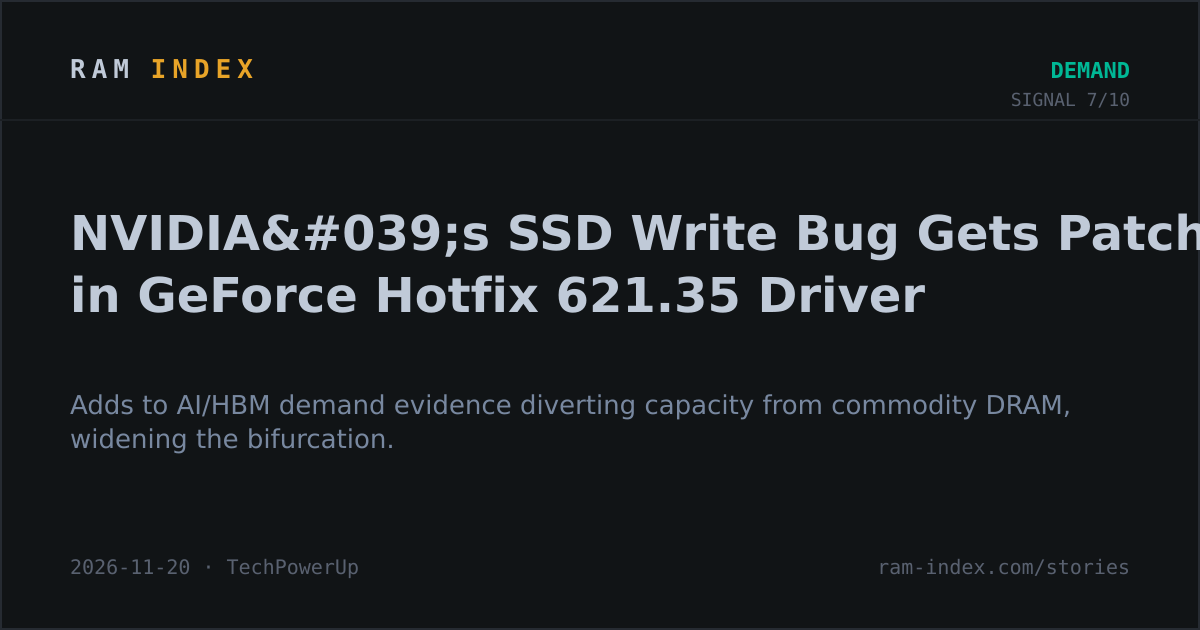 RAM INDEX
DEMAND
SIGNAL 7/10
NVIDIA&#039;s SSD Write Bug Gets Patch
in GeForce Hotfix 621.35 Driver
Adds to AI/HBM demand evidence diverting capacity from commodity DRAM,
widening the bifurcation.
2026-11-20 · TechPowerUp
ram-index.com/stories